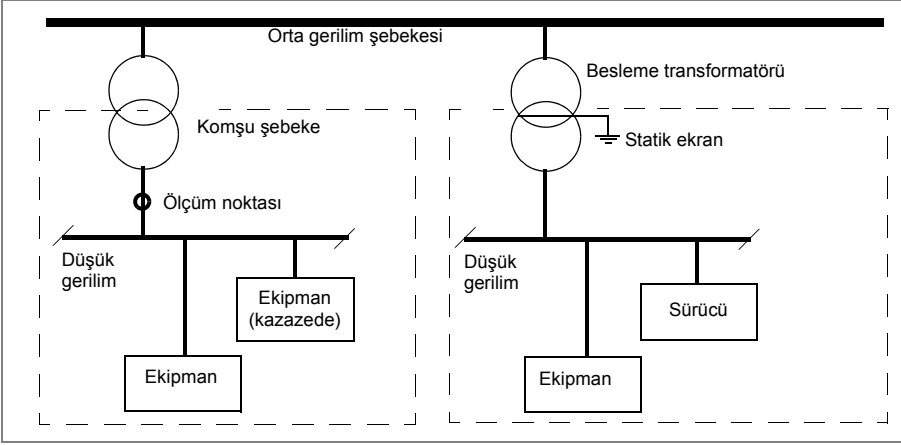 Orta gerilim şebekesi
Besleme transformatörü
Komşu şebeke
Statik ekran
Ölçüm noktası
Düşük
gerilim
Ekipman
(kazazede)
Ekipman
Düşük
gerilim
Sürücü
Ekipman